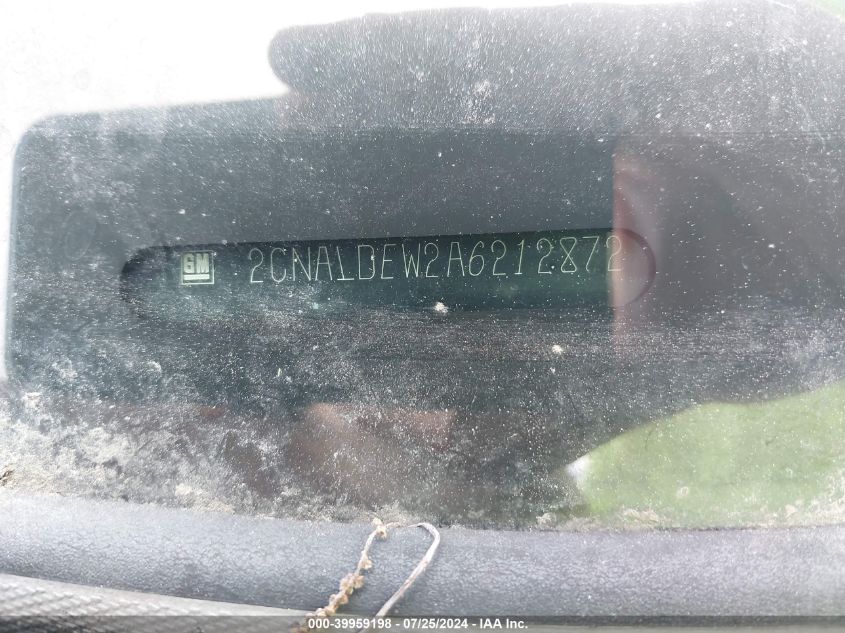 GM 2CNALDEW2A6212872
000-39959198 - 07/25/2024 - IAA Inc.